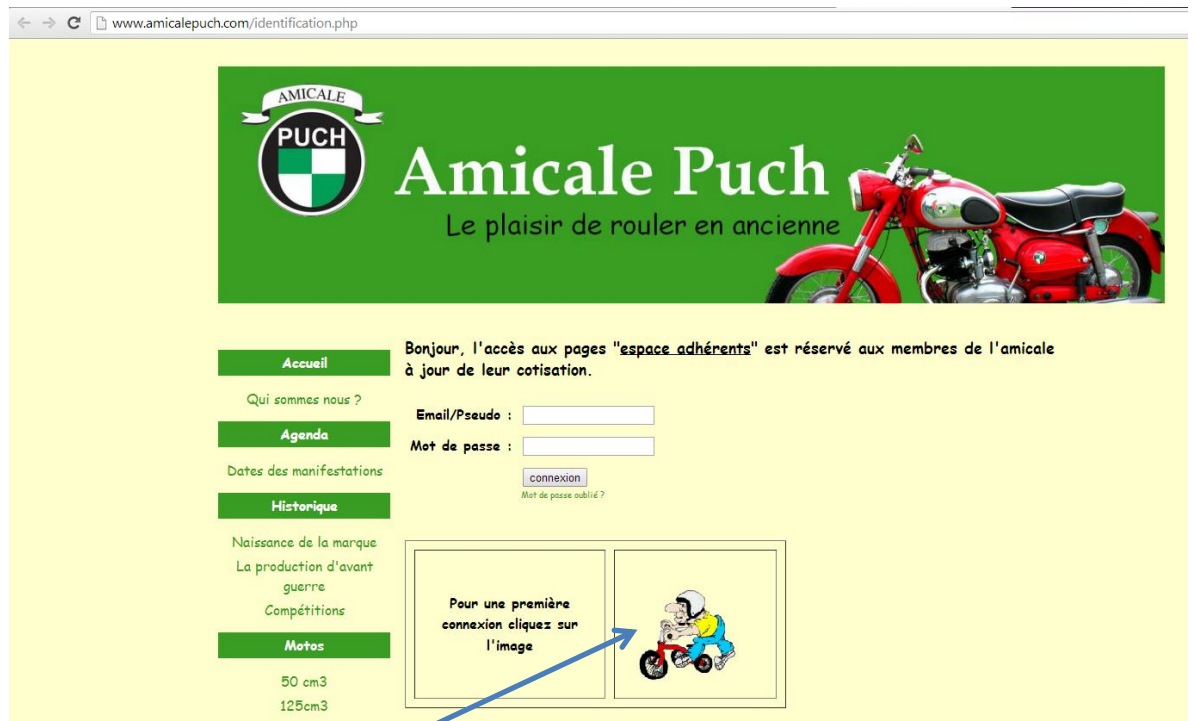 www.amicalepuch.com/identification.php
AMICALE
PUCH
Amicale Puch
Le plaisir de rouler en ancienne
Accueil
Qui sommes nous ?
Agenda
Dates des manifestations
Historique
Naissance de la marque
La production d'avant
guerre
Compétitions
Motos
50 cm3
125cm3
Bonjour, l'accès aux pages "espace adhérents" est réservé aux membres de l'amicale
à jour de leur cotisation.
Email/Pseudo :
Mot de passe :
connexion
Mot de passe oublié ?
Pour une première
connexion cliquez sur
l'image